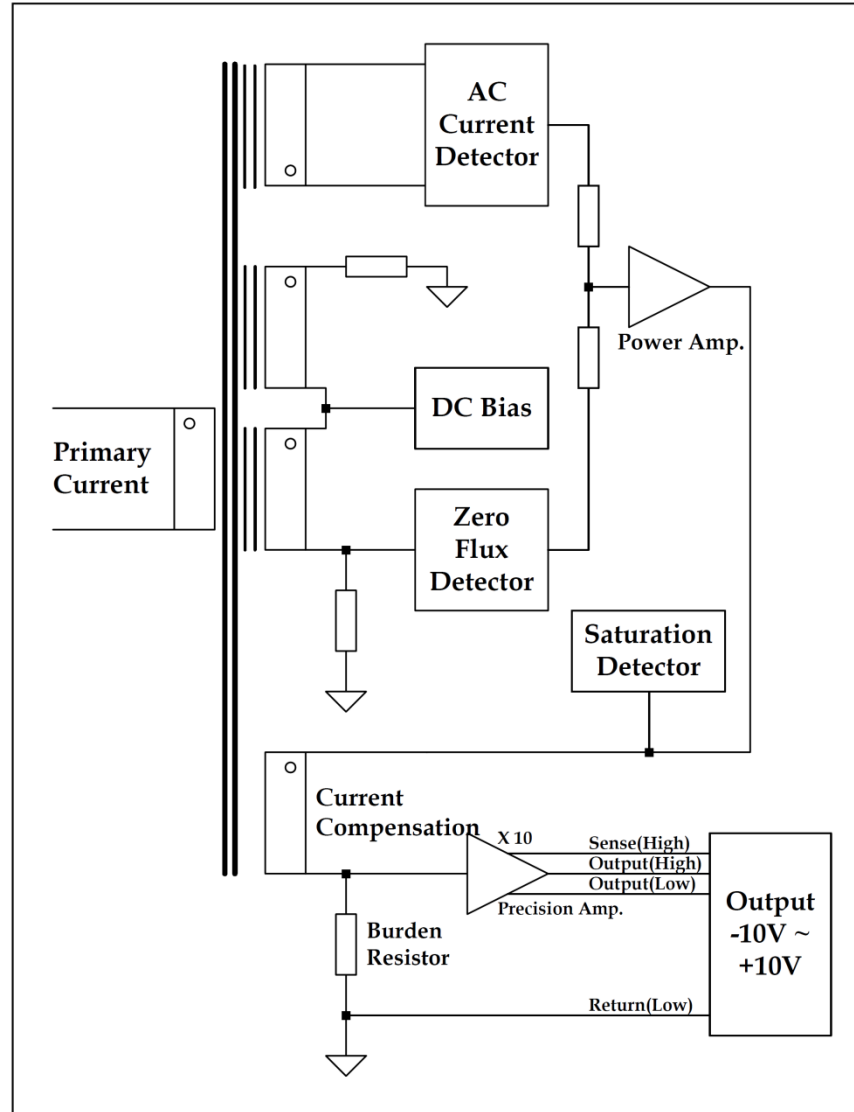 AC
Current
Detector
Power Amp.
DC Bias
Primary
Current
Zero
Flux
Detector
Saturation
Detector
Current
Compensation
X 10
Sense(High)
Output(High)
Output(Low)
Precision Amp.
Output
-10V ~
+10V
Burden
Resistor
Return(Low)